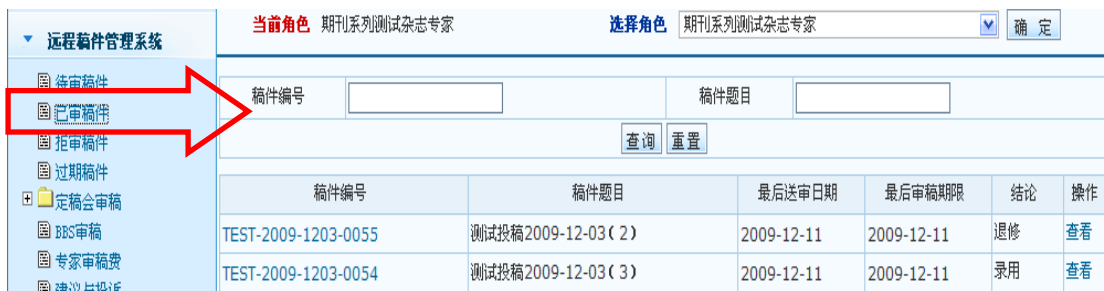 当前角色 期刊系列测试杂志专家 选择角色 期刊系列测试杂志专家 确 定
远程稿件管理系统
待审稿件
已审稿件
拒审稿件
过期稿件
定稿会审稿
BBS审稿
专家审稿费
建议与投诉
稿件编号 稿件题目
查询 重置
稿件编号 稿件题目 最后送审日期 最后审稿期限 结论 操作
TEST-2009-1203-0055 测试投稿2009-12-03(2) 2009-12-11 2009-12-11 退修 查看
TEST-2009-1203-0054 测试投稿2009-12-03(3) 2009-12-11 2009-12-11 录用 查看